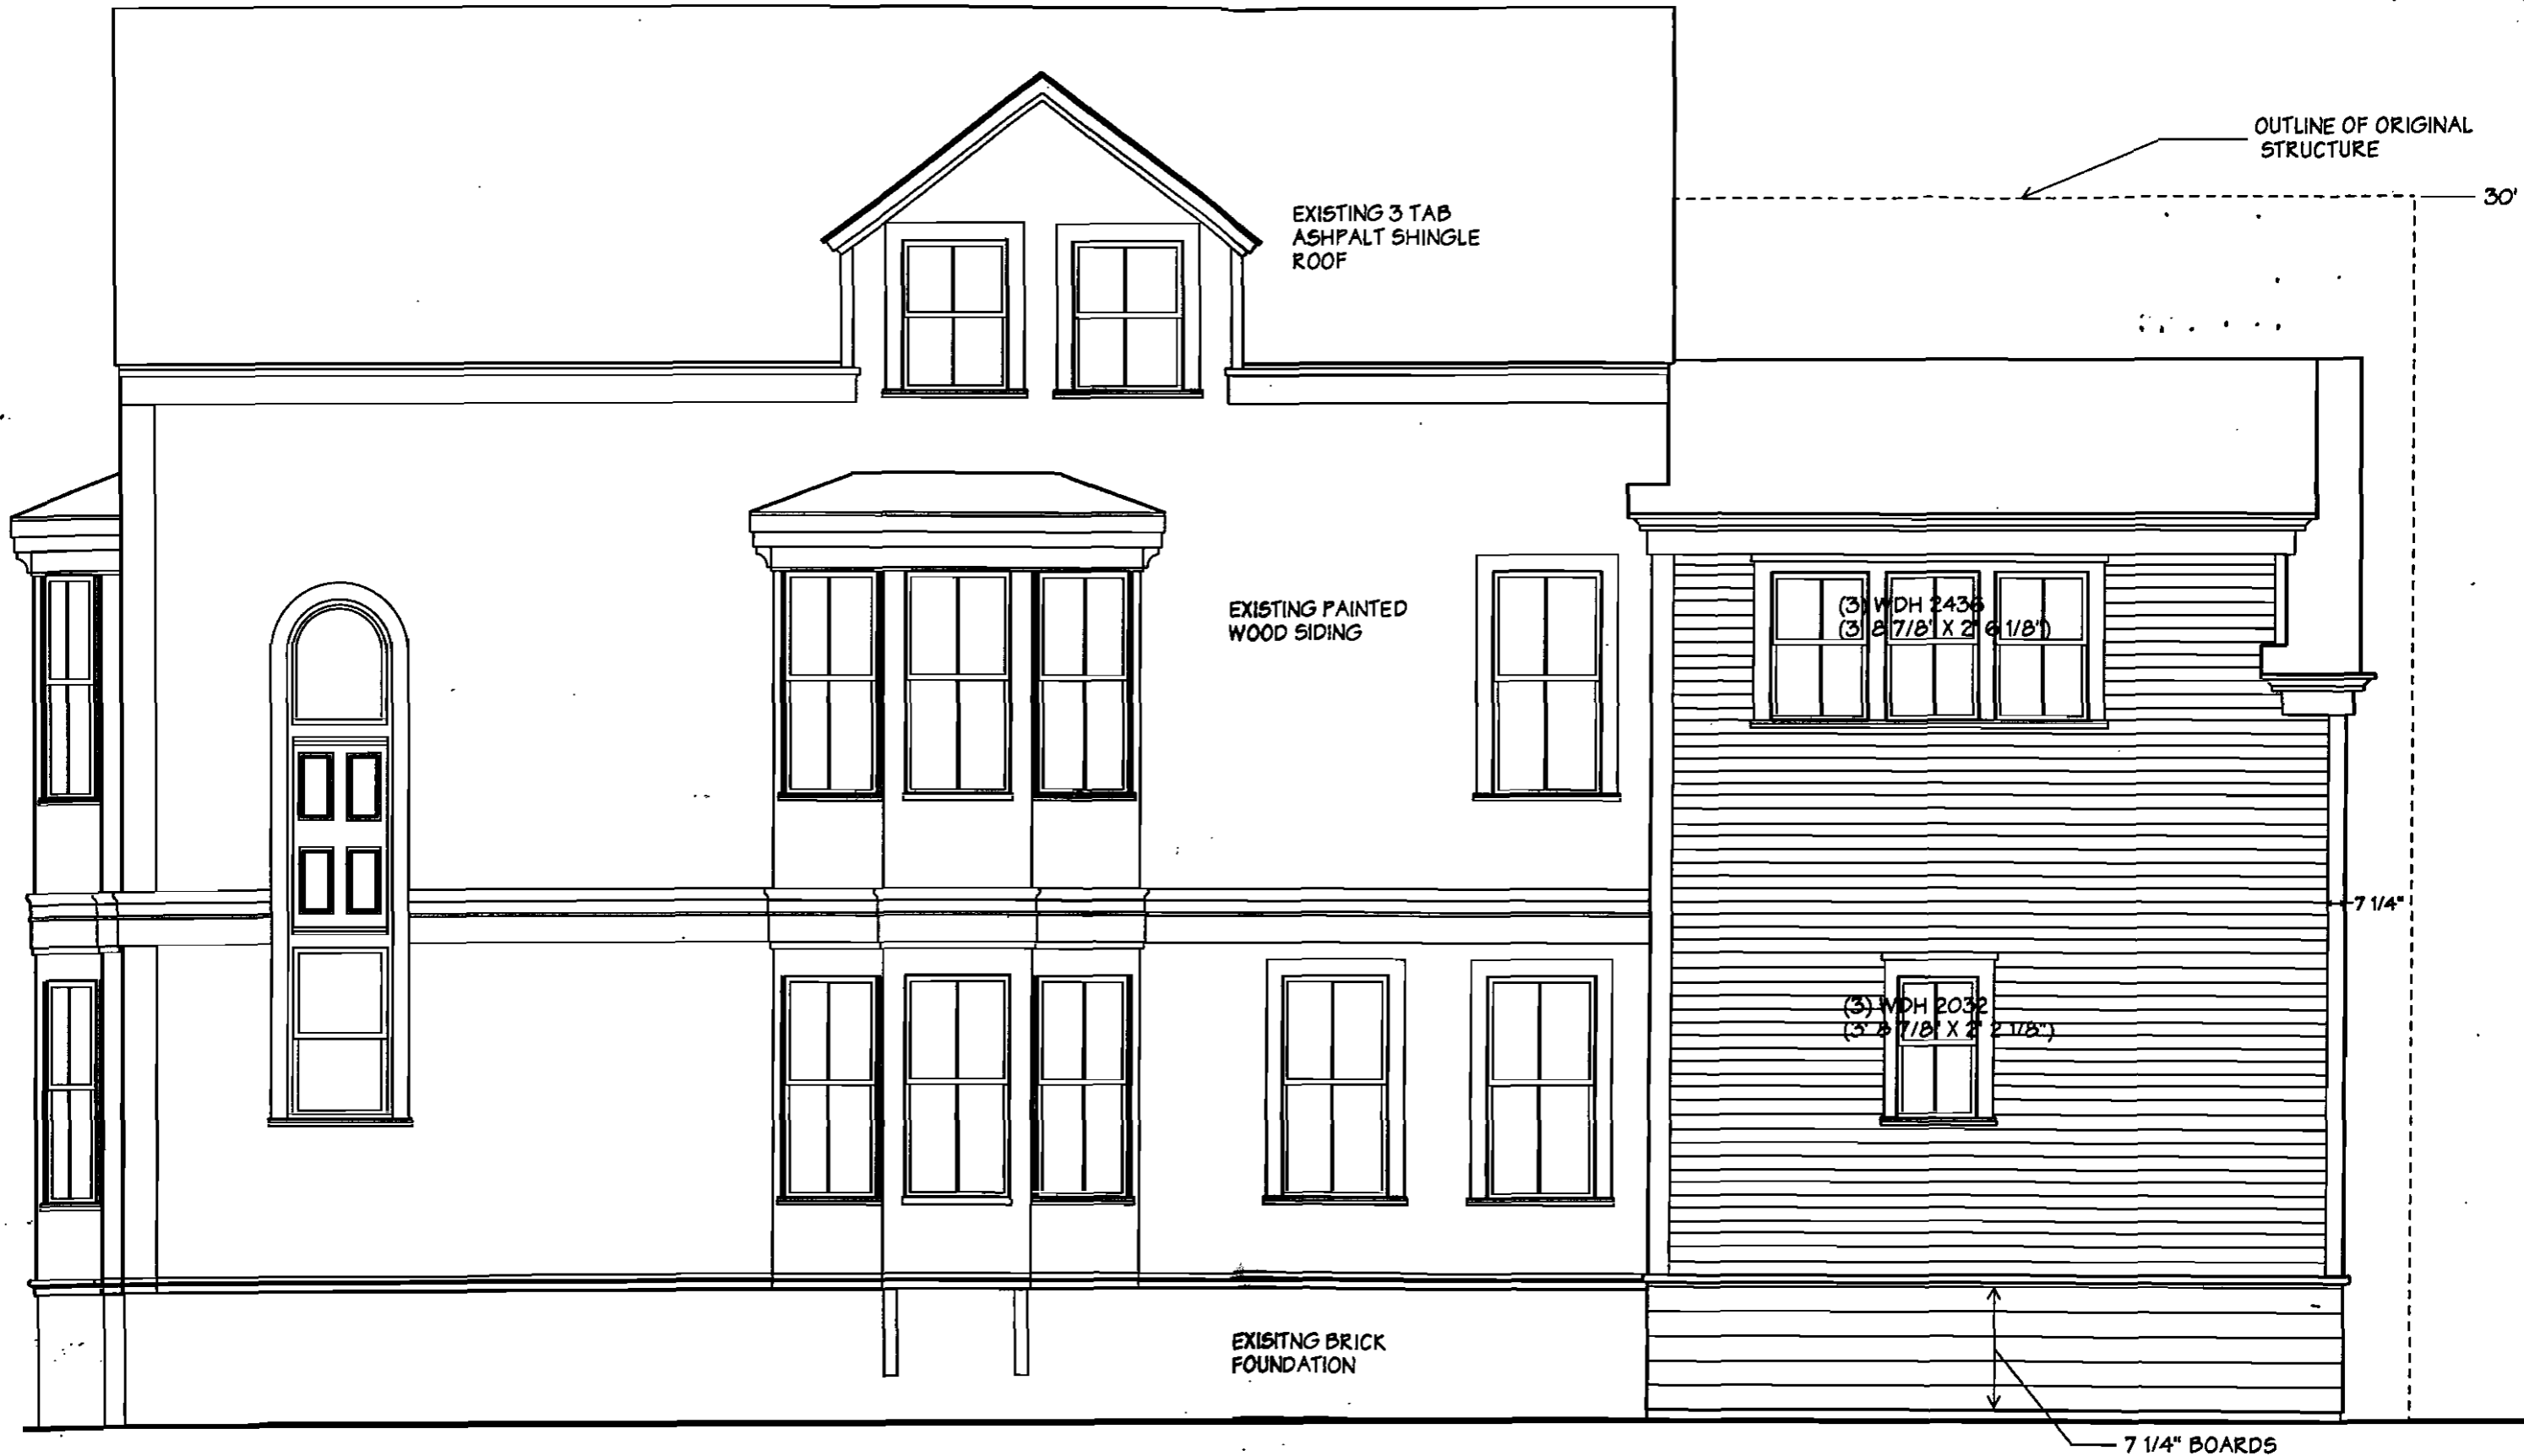 OUTLINE OF ORIGINAL
STRUCTURE
30'
EXISTING 3 TAB
ASHPALT SHINGLE
ROOF
EXISTING PAINTED
WOOD SIDING
(3) WDH 2436
(3' 8 7/8" X 2' 6 1/8")
7 1/4"
(3) WDH 2032
(3' 8 7/8" X 2' 2 1/8")
EXISITNG BRICK
FOUNDATION
7 1/4" BOARDS